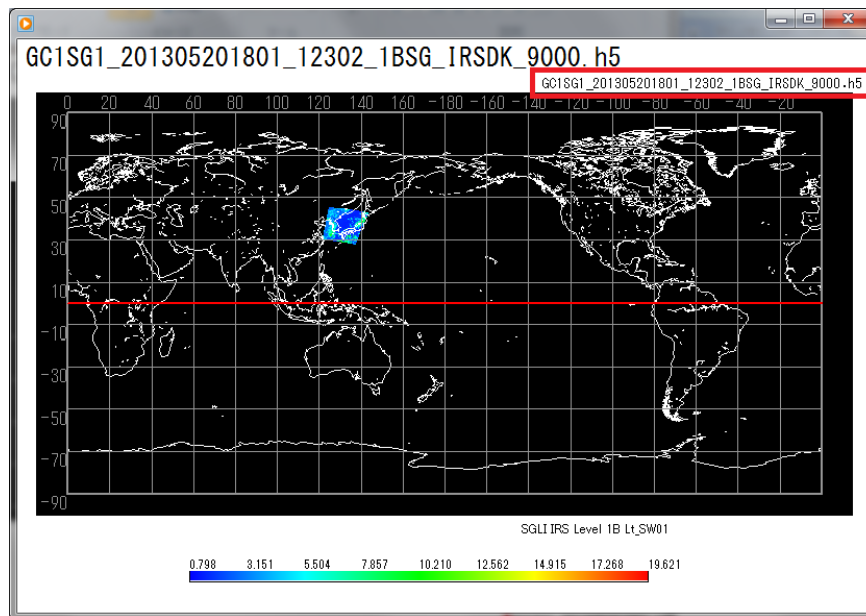 GC1SG1_201305201801_12302_1BSG_IRSDK_9000.h5
GC1SG1_201305201801_12302_1BSG_IRSDK_9000.h5
0 20 40 60 80 100 120 140 -160 -140 -120 -100 -80 -60 -40 -20
90
70
50
30
10
-10
-30
-50
-70
-90
SGLI IRS Level 1B Lt_SW01
0.798 3.151 5.504 7.857 10.210 12.562 14.915 17.268 19.621